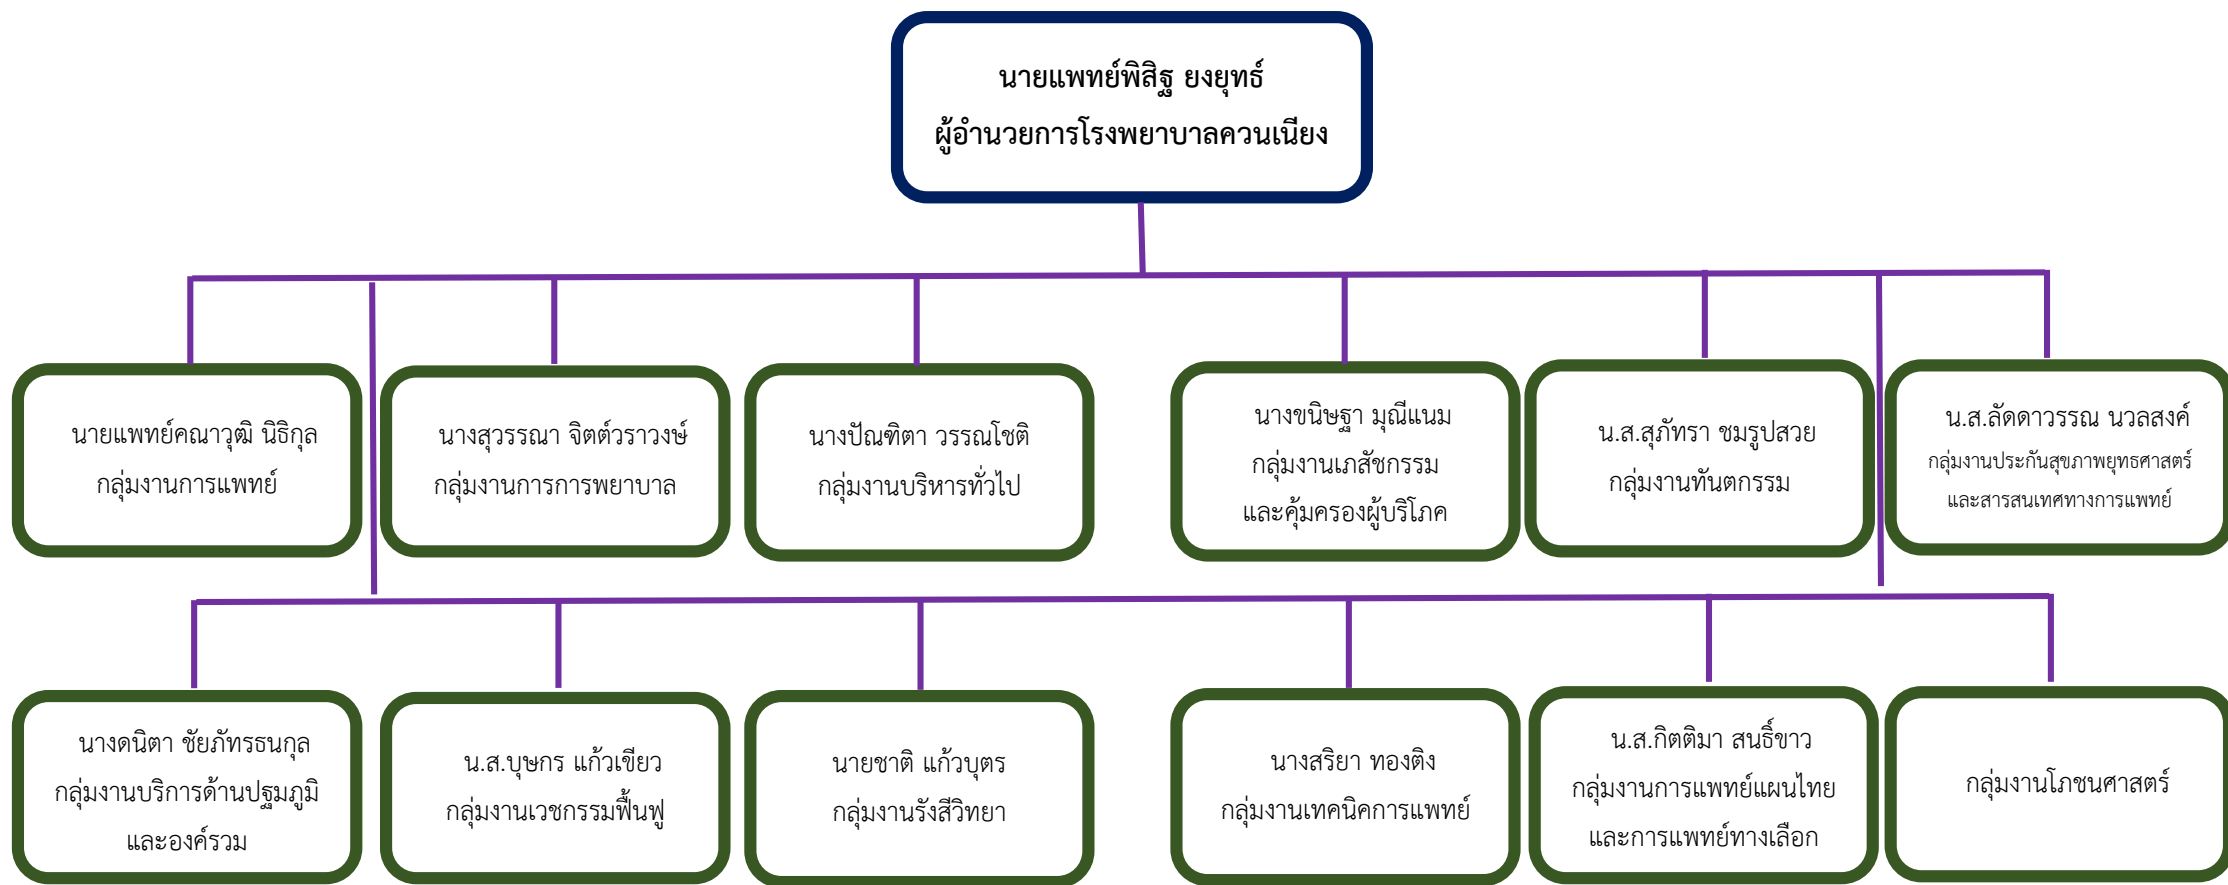 นายแพทย์พิสิฐ ยงยุทธ์
ผู้อำนวยการโรงพยาบาลควนเนียง
นายแพทย์คณาวุฒิ นิธิกุล
กลุ่มงานการแพทย์
นางสุวรรณา จิตต์วราวงษ์
กลุ่มงานการการพยาบาล
นางปัณฑิตา วรรณโชติ
กลุ่มงานบริหารทั่วไป
นางขนิษฐา มุณีแนม
กลุ่มงานเภสัชกรรม
และคุ้มครองผู้บริโภค
น.ส.สุภัทรา ชมรูปสวย
กลุ่มงานทันตกรรม
น.ส.ลัดดาวรรณ นวลสงค์
กลุ่มงานประกันสุขภาพยุทธศาสตร์
และสารสนเทศทางการแพทย์
นางดนิตา ชัยภัทรธนกุล
กลุ่มงานบริการด้านปฐมภูมิ
และองค์รวม
น.ส.บุษกร แก้วเขียว
กลุ่มงานเวชกรรมฟื้นฟู
นายชาติ แก้วบุตร
กลุ่มงานรังสีวิทยา
นางสริยา ทองติง
กลุ่มงานเทคนิคการแพทย์
น.ส.กิตติมา สนธิ์ขาว
กลุ่มงานการแพทย์แผนไทย
และการแพทย์ทางเลือก
กลุ่มงานโภชนศาสตร์